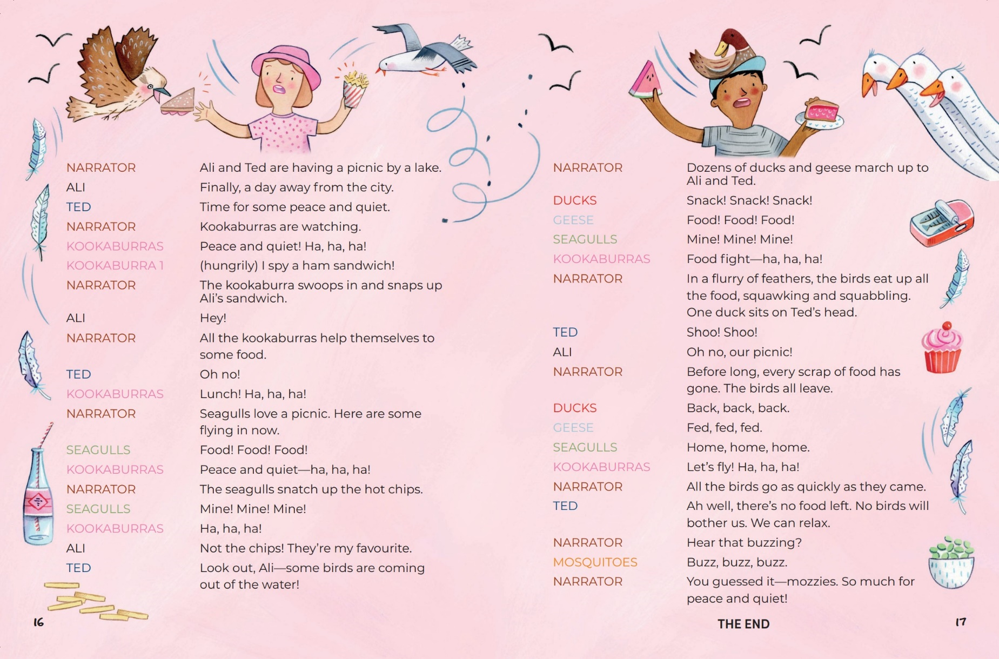 NARRATOR Ali and Ted are having a picnic by a lake.
ALI Finally, a day away from the city.
TED Time for some peace and quiet.
NARRATOR Kookaburras are watching.
KOOKABURRAS Peace and quiet! Ha, ha, ha!
KOOKABURRA 1 (hungrily) I spy a ham sandwich!
NARRATOR The kookaburra swoops in and snaps up
Ali’s sandwich.
ALI Hey!
NARRATOR All the kookaburras help themselves to
some food.
TED Oh no!
KOOKABURRAS Lunch! Ha, ha, ha!
NARRATOR Seagulls love a picnic. Here are some
flying in now.
SEAGULLS Food! Food! Food!
KOOKABURRAS Peace and quiet—ha, ha, ha!
NARRATOR The seagulls snatch up the hot chips.
SEAGULLS Mine! Mine! Mine!
KOOKABURRAS Ha, ha, ha!
ALI Not the chips! They’re my favourite.
TED Look out, Ali—some birds are coming
out of the water!
16
NARRATOR Dozens of ducks and geese march up to
Ali and Ted.
DUCKS Snack! Snack! Snack!
GEESE Food! Food! Food!
SEAGULLS Mine! Mine! Mine!
KOOKABURRAS Food fight—ha, ha, ha!
NARRATOR In a flurry of feathers, the birds eat up all
the food, squawking and squabbling.
One duck sits on Ted’s head.
TED Shoo! Shoo!
ALI Oh no, our picnic!
NARRATOR Before long, every scrap of food has
gone. The birds all leave.
DUCKS Back, back, back.
GEESE Fed, fed, fed.
SEAGULLS Home, home, home.
KOOKABURRAS Let’s fly! Ha, ha, ha!
NARRATOR All the birds go as quickly as they came.
TED Ah well, there’s no food left. No birds will
bother us. We can relax.
NARRATOR Hear that buzzing?
MOSQUITOES Buzz, buzz, buzz.
NARRATOR You guessed it—mozzies. So much for
peace and quiet!
THE END
17